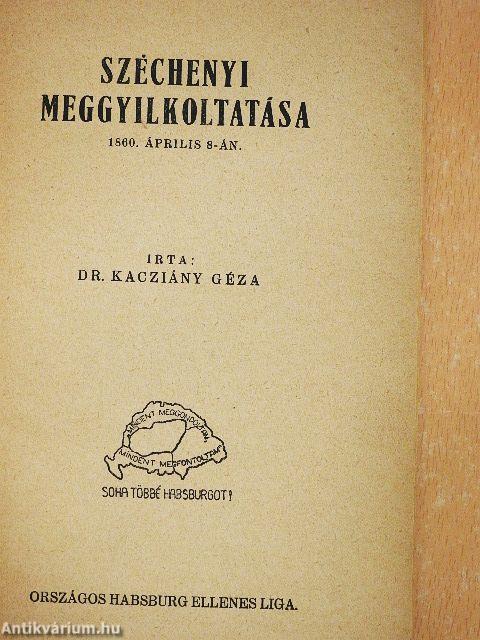 SZÉCHENYI
MEGGYILKOLTATÁSA
1860. ÁPRILIS 8-ÁN.
IRTA:
DR. KACZIÁNY GÉZA
MINDENT MEGGONDOLTAM,
MINDENT MEGFONTOLTAM
SOHA TÖBBÉ HABSBURGOT!
ORSZÁGOS HABSBURG ELLENES LIGA.
Antikvárium.hu